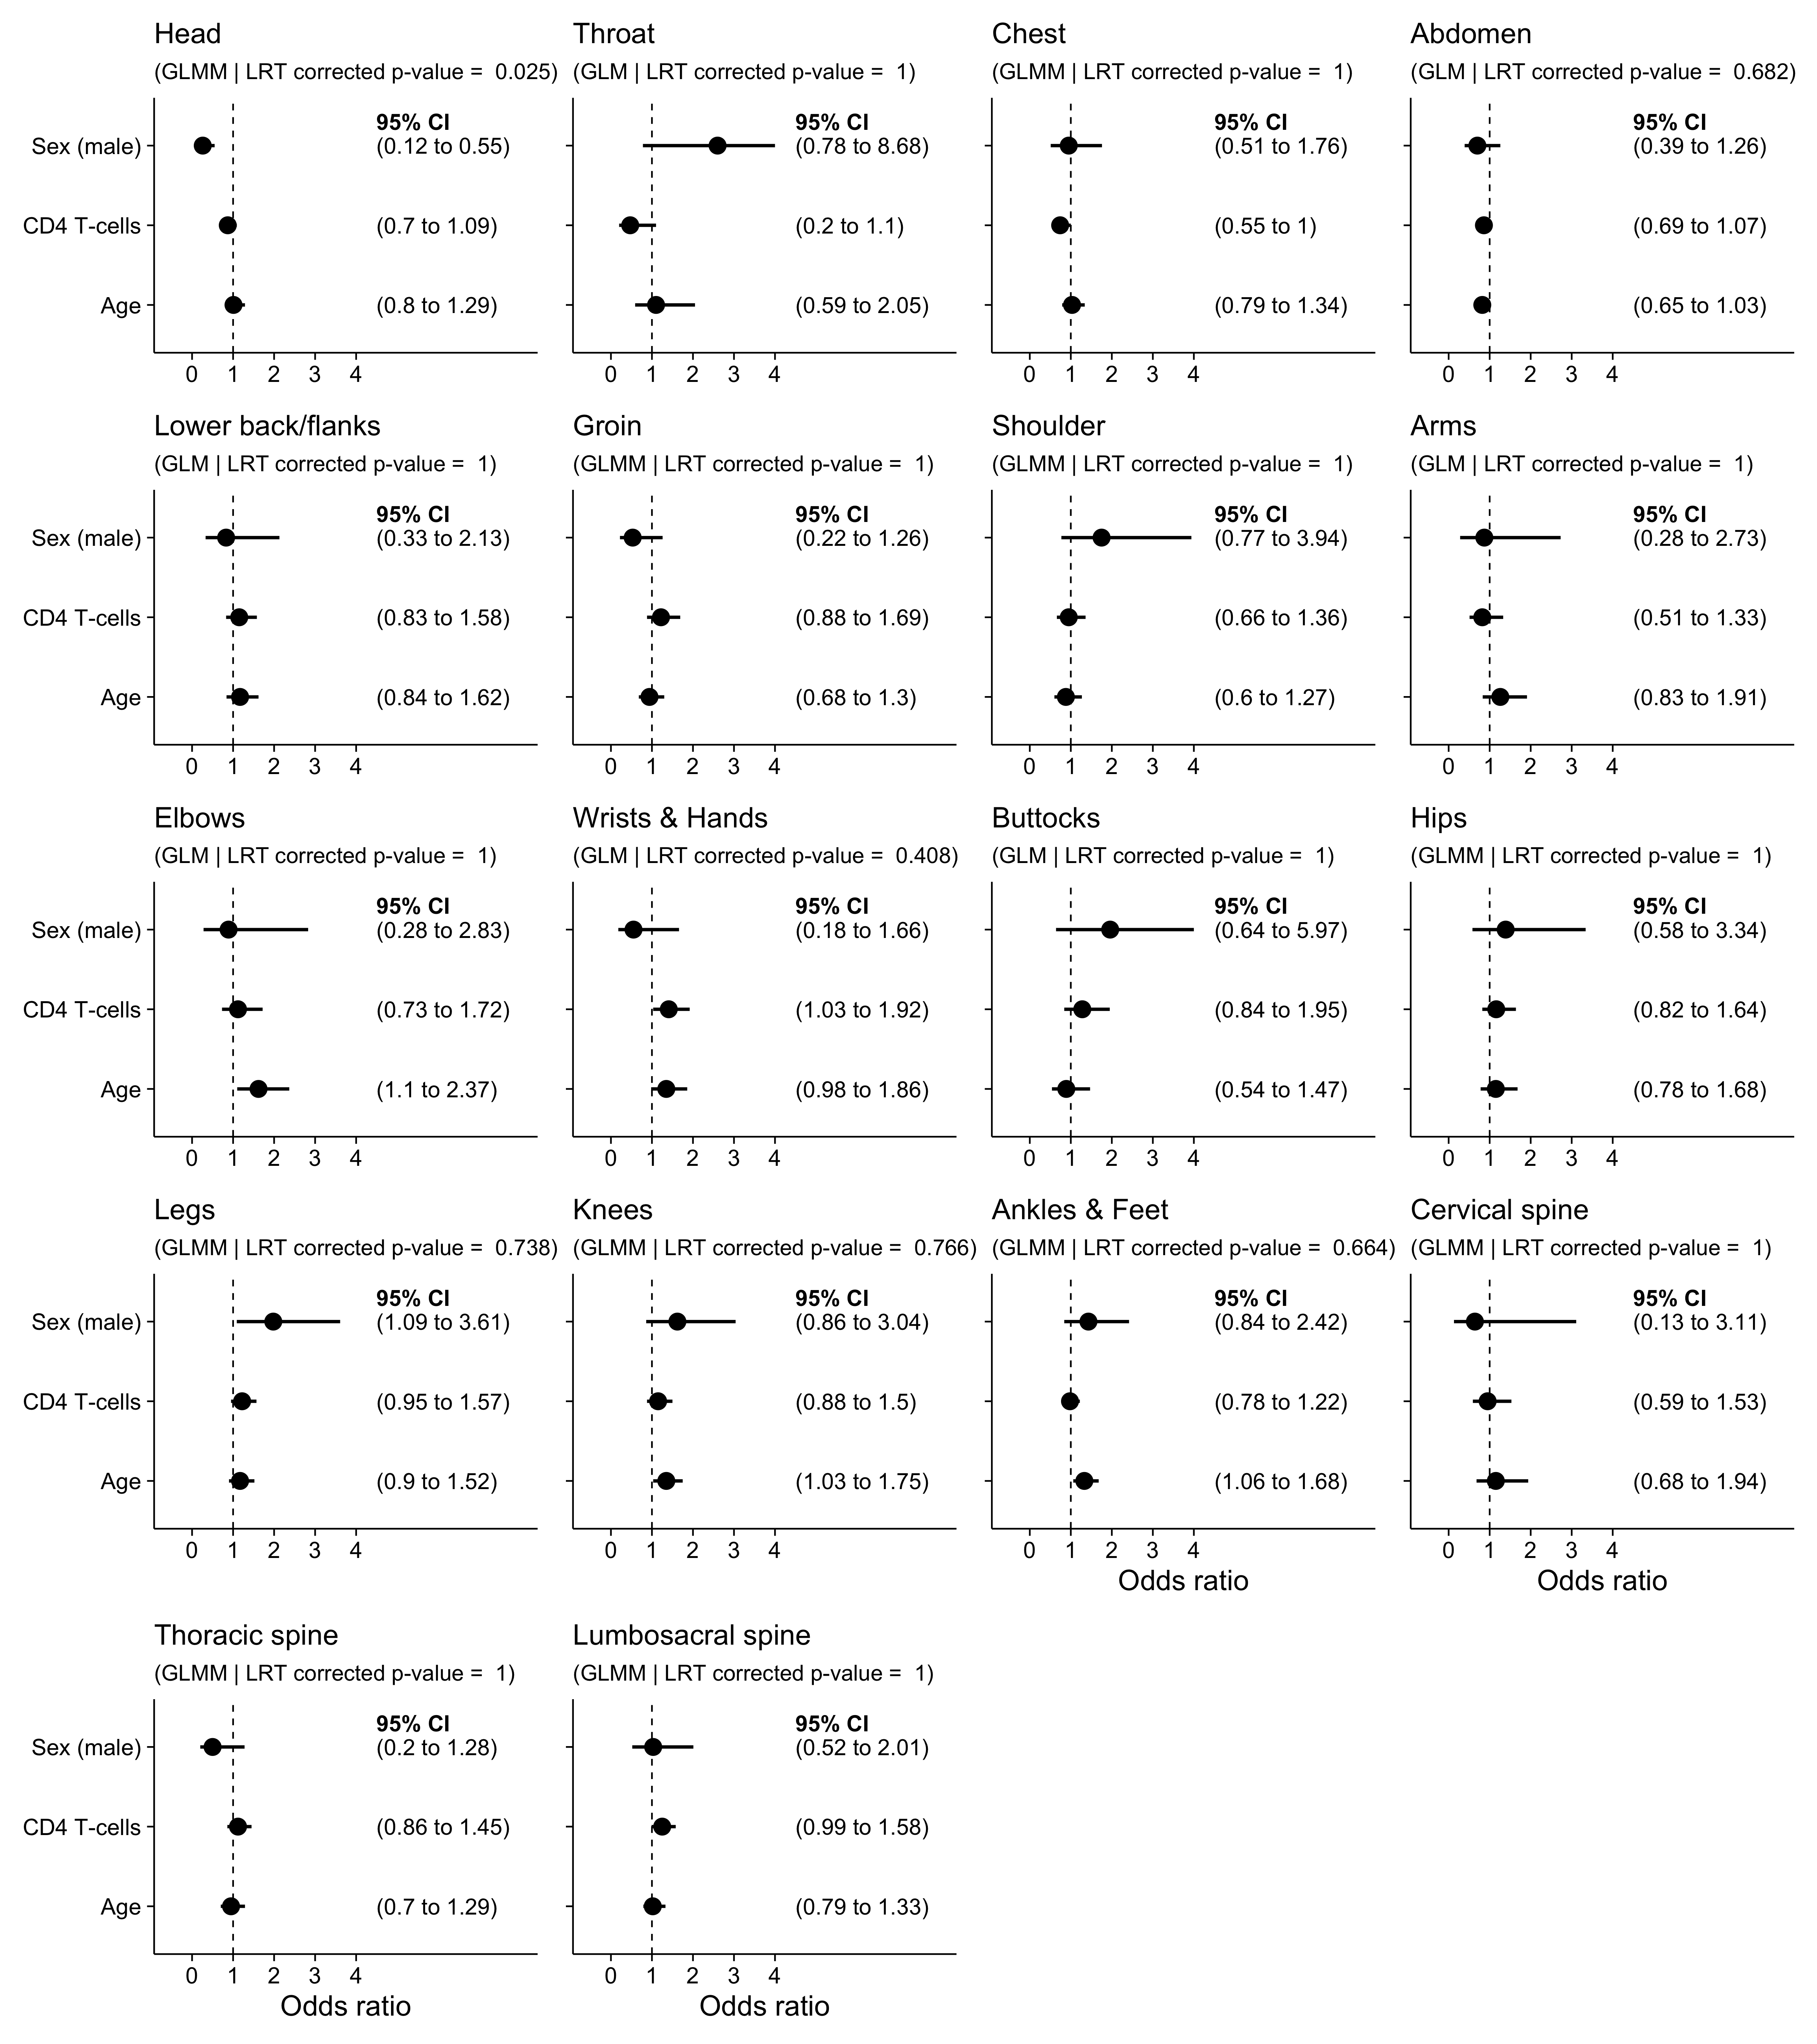 Head
(GLMM | LRT corrected p-value =  0.025)
95% CI
Sex (male)
(0.12 to 0.55)
CD4 T-cells
(0.7 to 1.09)
Age
(0.8 to 1.29)
0 1 2 3 4
Throat
(GLM | LRT corrected p-value =  1)
95% CI
(0.78 to 8.68)
(0.2 to 1.1)
(0.59 to 2.05)
0 1 2 3 4
Chest
(GLMM | LRT corrected p-value =  1)
95% CI
(0.51 to 1.76)
(0.55 to 1)
(0.79 to 1.34)
0 1 2 3 4
Abdomen
(GLM | LRT corrected p-value =  0.682)
95% CI
(0.39 to 1.26)
(0.69 to 1.07)
(0.65 to 1.03)
0 1 2 3 4
Lower back/flanks
(GLM | LRT corrected p-value =  1)
95% CI
Sex (male)
(0.33 to 2.13)
CD4 T-cells
(0.83 to 1.58)
Age
(0.84 to 1.62)
0 1 2 3 4
Groin
(GLMM | LRT corrected p-value =  1)
95% CI
(0.22 to 1.26)
(0.88 to 1.69)
(0.68 to 1.3)
0 1 2 3 4
Shoulder
(GLMM | LRT corrected p-value =  1)
95% CI
(0.77 to 3.94)
(0.66 to 1.36)
(0.6 to 1.27)
0 1 2 3 4
Arms
(GLM | LRT corrected p-value =  1)
95% CI
(0.28 to 2.73)
(0.51 to 1.33)
(0.83 to 1.91)
0 1 2 3 4
Elbows
(GLM | LRT corrected p-value =  1)
95% CI
Sex (male)
(0.28 to 2.83)
CD4 T-cells
(0.73 to 1.72)
Age
(1.1 to 2.37)
0 1 2 3 4
Wrists & Hands
(GLM | LRT corrected p-value =  0.408)
95% CI
(0.18 to 1.66)
(1.03 to 1.92)
(0.98 to 1.86)
0 1 2 3 4
Buttocks
(GLM | LRT corrected p-value =  1)
95% CI
(0.64 to 5.97)
(0.84 to 1.95)
(0.54 to 1.47)
0 1 2 3 4
Hips
(GLMM | LRT corrected p-value =  1)
95% CI
(0.58 to 3.34)
(0.82 to 1.64)
(0.78 to 1.68)
0 1 2 3 4
Legs
(GLMM | LRT corrected p-value =  0.738)
95% CI
Sex (male)
(1.09 to 3.61)
CD4 T-cells
(0.95 to 1.57)
Age
(0.9 to 1.52)
0 1 2 3 4
Knees
(GLMM | LRT corrected p-value =  0.766)
95% CI
(0.86 to 3.04)
(0.88 to 1.5)
(1.03 to 1.75)
0 1 2 3 4
Ankles & Feet
(GLMM | LRT corrected p-value =  0.664)
95% CI
(0.84 to 2.42)
(0.78 to 1.22)
(1.06 to 1.68)
0 1 2 3 4
Odds ratio
Cervical spine
(GLMM | LRT corrected p-value =  1)
95% CI
(0.13 to 3.11)
(0.59 to 1.53)
(0.68 to 1.94)
0 1 2 3 4
Odds ratio
Thoracic spine
(GLMM | LRT corrected p-value =  1)
95% CI
Sex (male)
(0.2 to 1.28)
CD4 T-cells
(0.86 to 1.45)
Age
(0.7 to 1.29)
0 1 2 3 4
Odds ratio
Lumbosacral spine
(GLMM | LRT corrected p-value =  1)
95% CI
(0.52 to 2.01)
(0.99 to 1.58)
(0.79 to 1.33)
0 1 2 3 4
Odds ratio